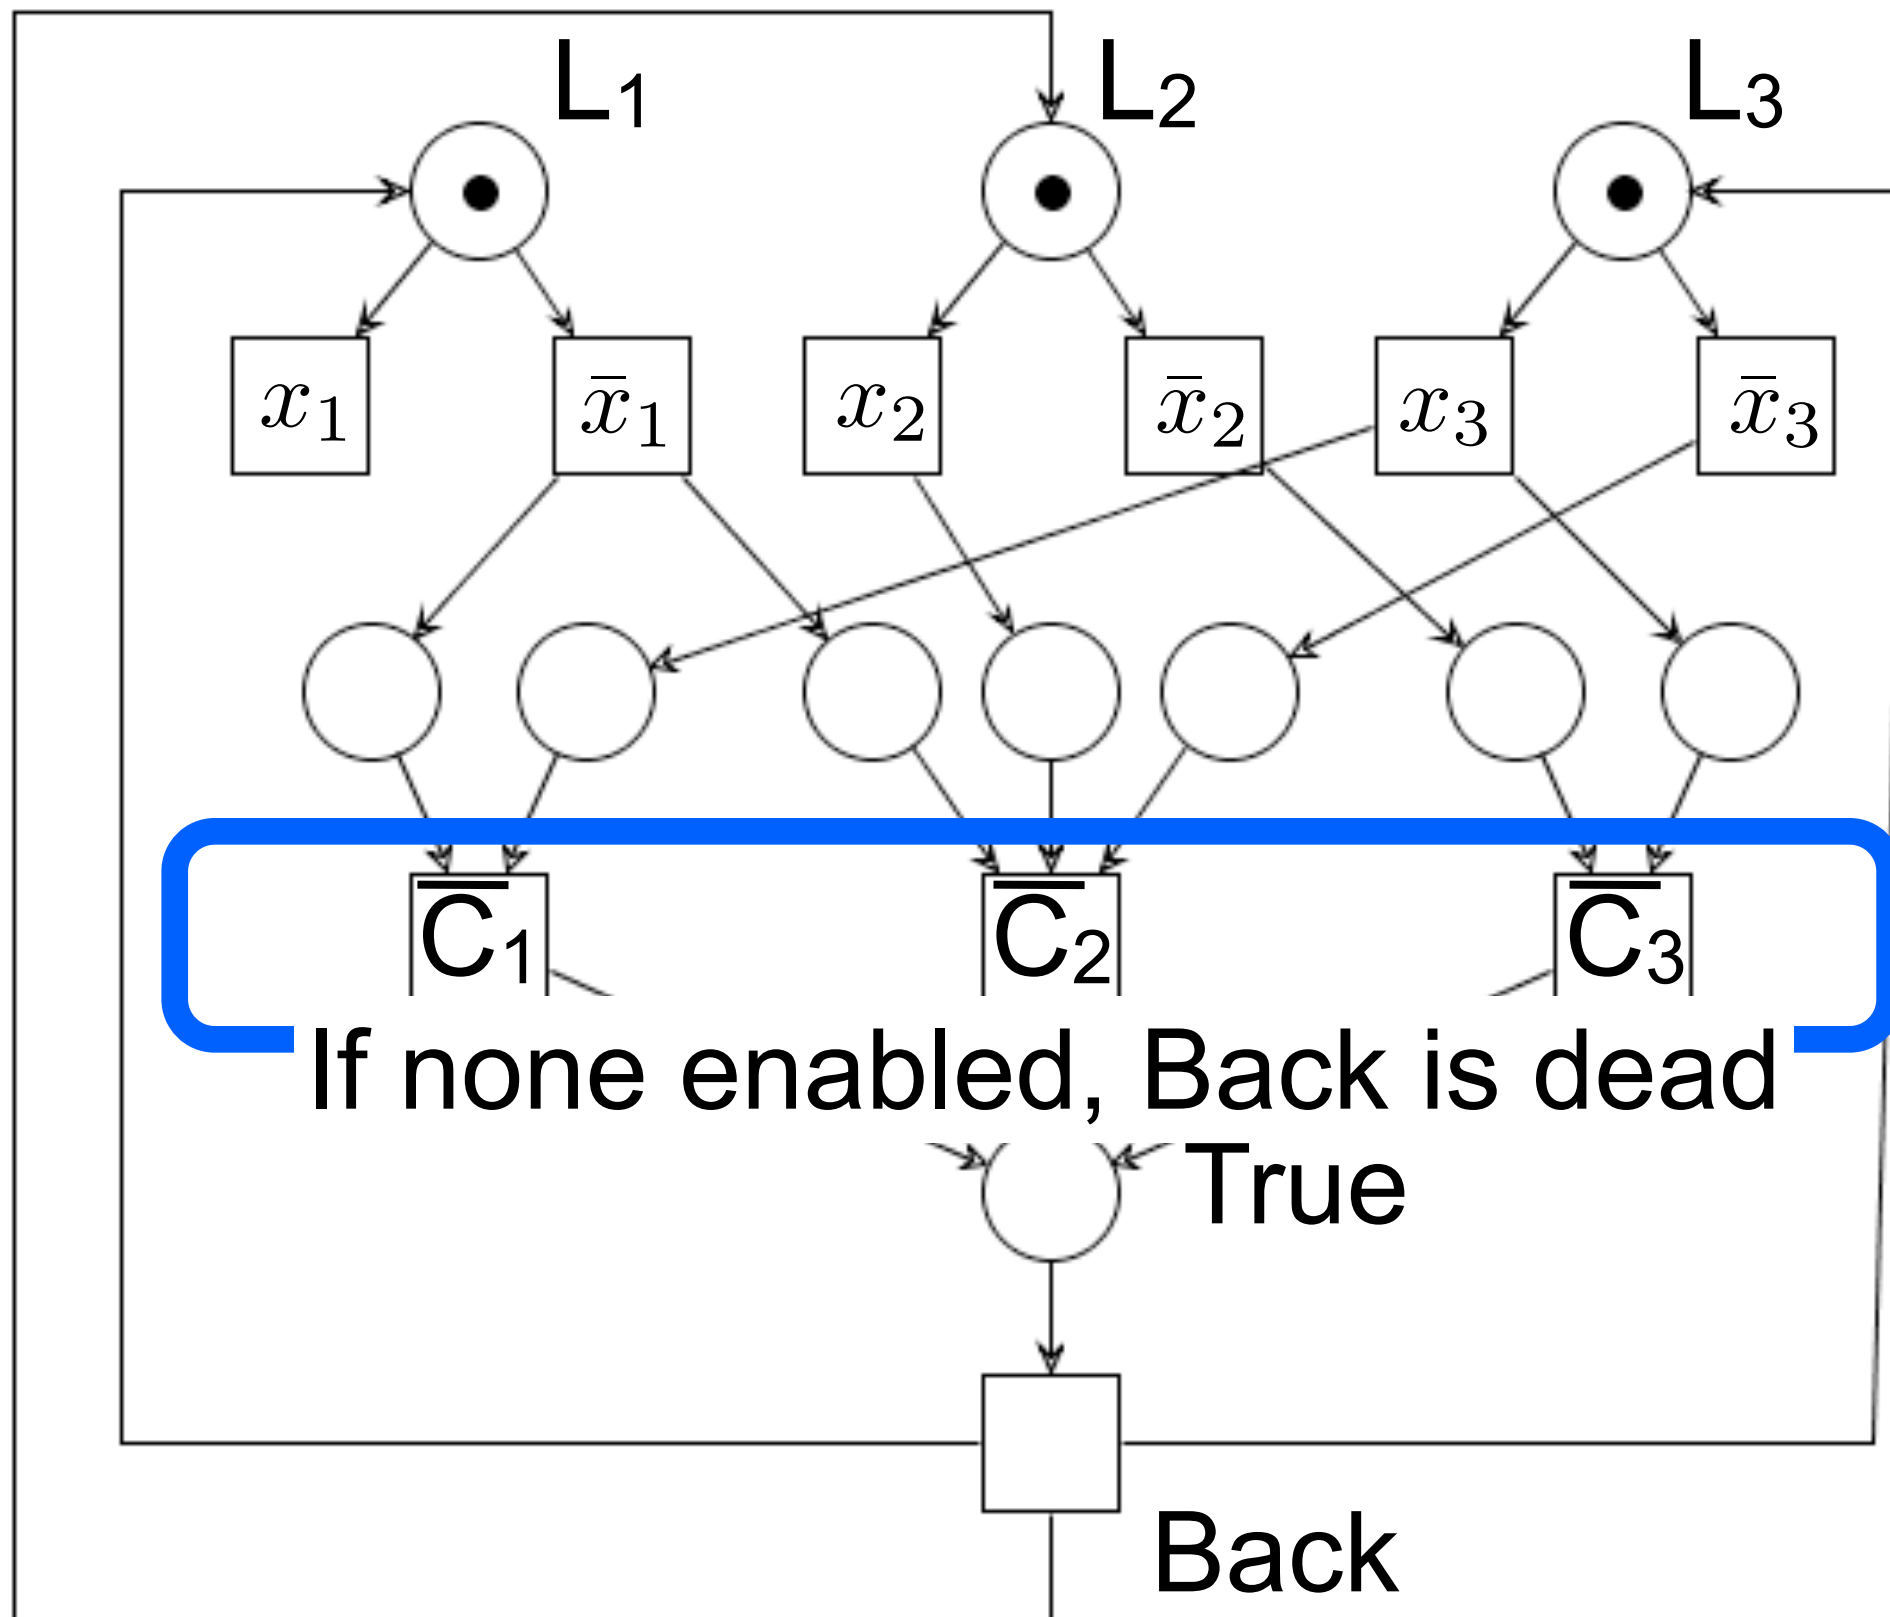 L₁ L₂ L₃
x₁ x̄₁ x₂ x̄₂ x₃ x̄₃
C̅₁ C̅₂ C̅₃
If none enabled, Back is dead
True
Back